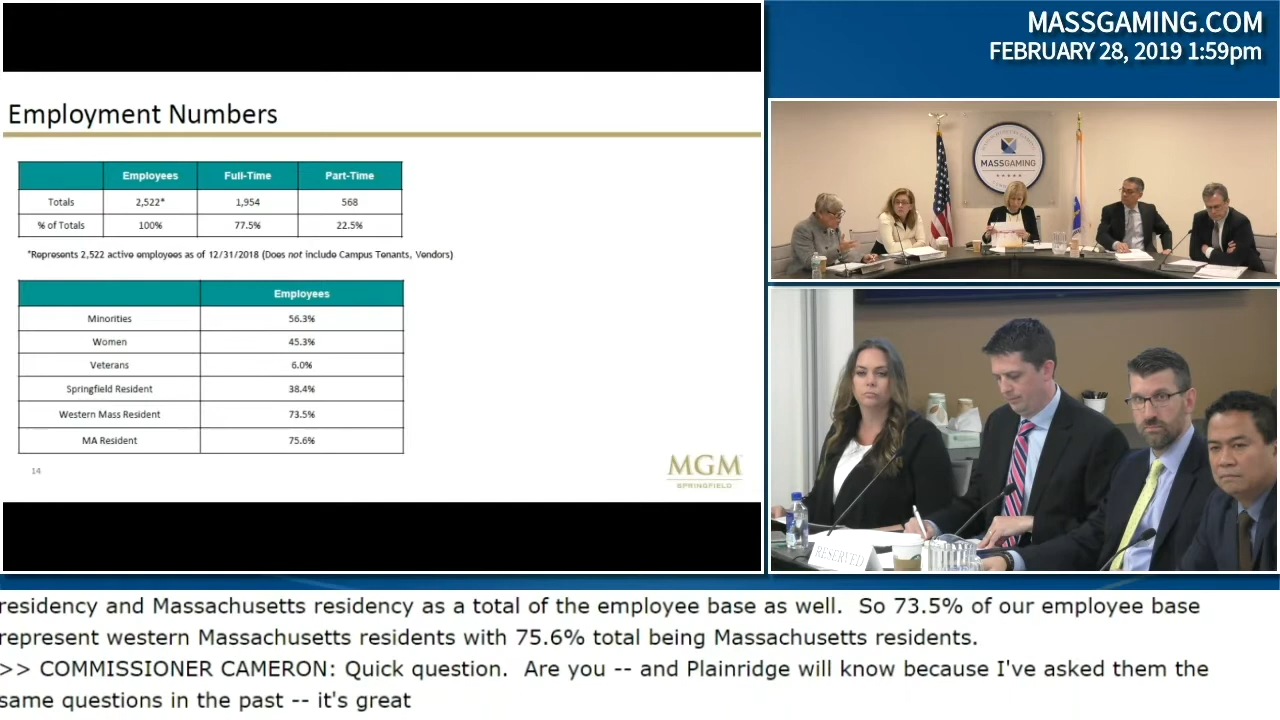 MASSGAMING.COM
FEBRUARY 28, 2019 1:59pm
Employment Numbers
Employees Full-Time Part-Time
Totals 2,522* 1,954 568
% of Totals 100% 77.5% 22.5%
*Represents 2,522 active employees as of 12/31/2018 (Does not include Campus Tenants, Vendors)
Employees
Minorities 56.3%
Women 45.3%
Veterans 6.0%
Springfield Resident 38.4%
Western Mass Resident 73.5%
MA Resident 75.6%
14
MGM
SPRINGFIELD
MASSGAMING
RESERVED
residency and Massachusetts residency as a total of the employee base as well. So 73.5% of our employee base
represent western Massachusetts residents with 75.6% total being Massachusetts residents.
>> COMMISSIONER CAMERON: Quick question. Are you -- and Plainridge will know because I've asked them the
same questions in the past -- it's great